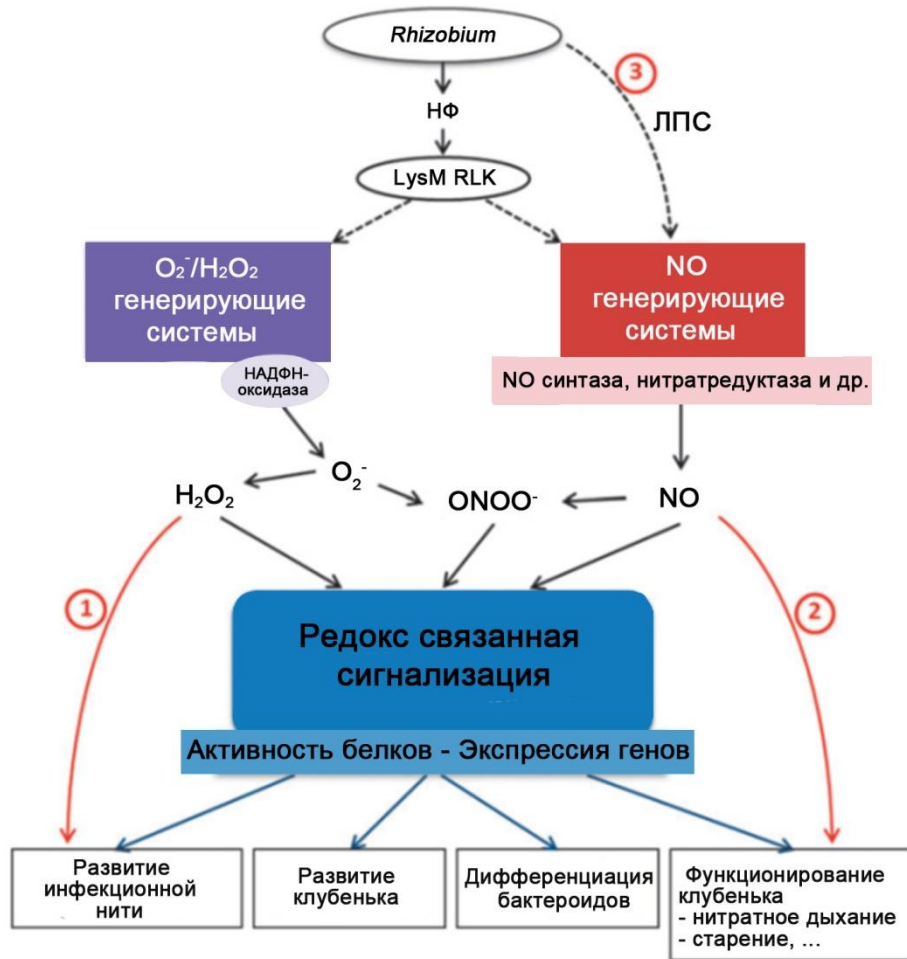 Rhizobium
3
НФ
ЛПС
LysM RLK
O₂⁻/H₂O₂
генерирующие
системы
NO
генерирующие
системы
НАДФН-
оксидаза
NO синтаза, нитратредуктаза и др.
O₂⁻
H₂O₂
ONOO⁻
NO
1
2
Редокс связанная
сигнализация
Активность белков - Экспрессия генов
Развитие
инфекционной
нити
Развитие
клубенька
Дифференциация
бактероидов
Функционирование
клубенька
- нитратное дыхание
- старение, ...